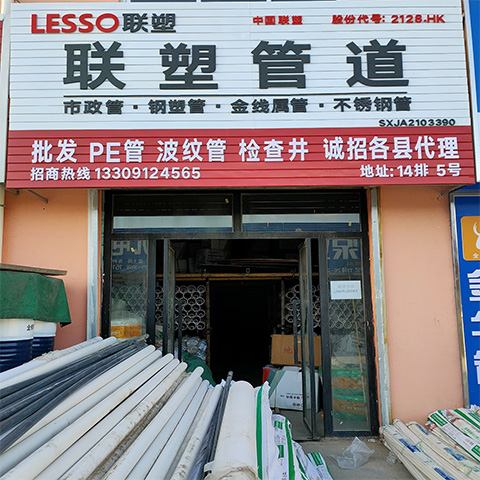 LESSO联塑
中国联塑 股份代号: 2128.HK
联塑管道
市政管·钢塑管·金线属管·不锈钢管
SXJA2103390
批发 PE管 波纹管 检查井 诚招各县代理
招商热线 13309124565 地址: 14排 5号